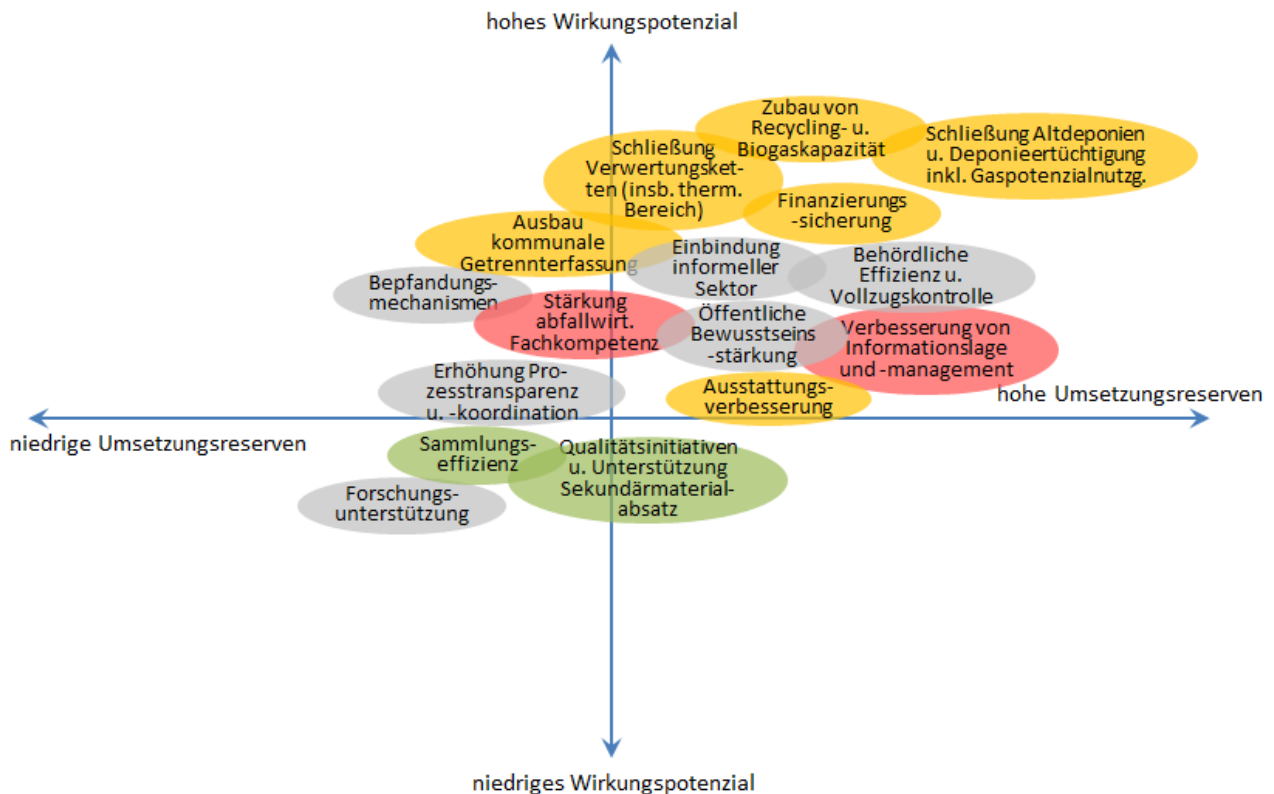 hohes Wirkungspotenzial
Zubau von
Recycling- u.
Biogaskapazität
Schließung Altdeponien
u. Deponieertüchtigung
inkl. Gaspotenzialnutzg.
Schließung
Verwertungsket-
ten (insb. therm.
Bereich)
Finanzierungs
-sicherung
Ausbau
kommunale
Getrennterfassung
Einbindung
informeller
Sektor
Behördliche
Effizienz u.
Vollzugskontrolle
Bepfandungs-
mechanismen
Stärkung
abfallwirt.
Fachkompetenz
Öffentliche
Bewusstseins
-stärkung
Verbesserung von
Informationslage
und -management
Erhöhung Pro-
zesstransparenz
u. -koordination
Ausstattungs-
verbesserung
hohe Umsetzungsreserven
niedrige Umsetzungsreserven
Sammlungs-
effizienz
Qualitätsinitiativen
u. Unterstützung
Sekundärmaterial-
absatz
Forschungs-
unterstützung
niedriges Wirkungspotenzial